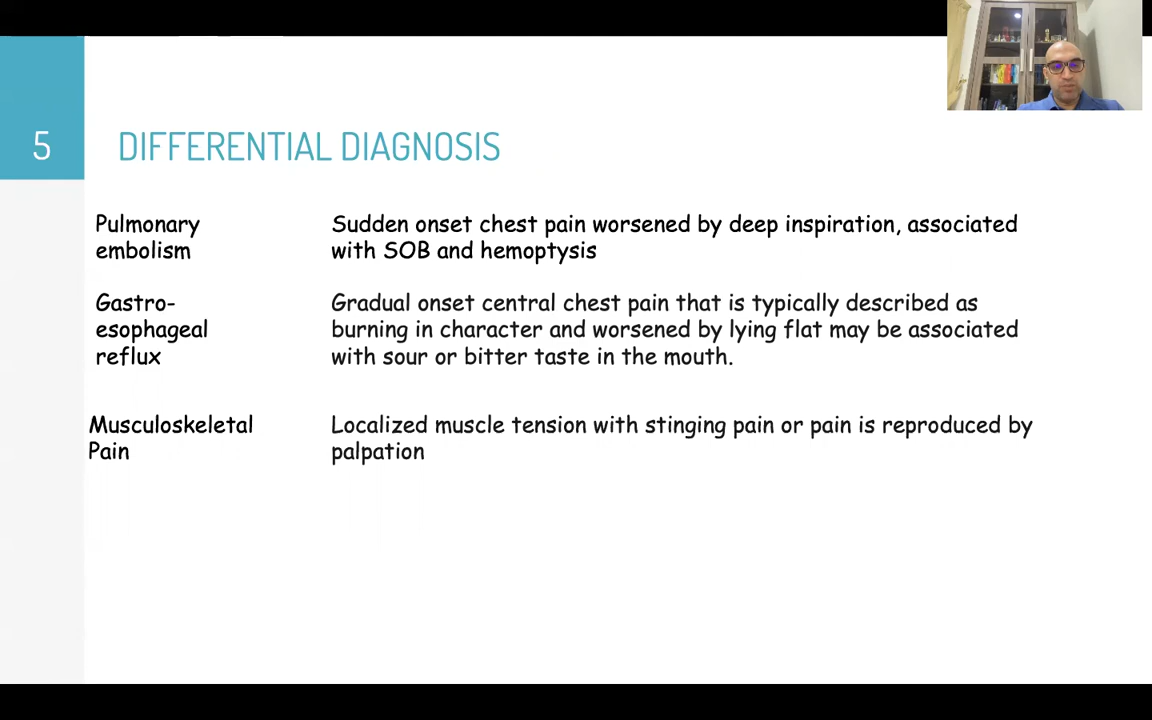 5
DIFFERENTIAL DIAGNOSIS
Pulmonary
embolism
Sudden onset chest pain worsened by deep inspiration, associated
with SOB and hemoptysis
Gastro-
esophageal
reflux
Gradual onset central chest pain that is typically described as
burning in character and worsened by lying flat may be associated
with sour or bitter taste in the mouth.
Musculoskeletal
Pain
Localized muscle tension with stinging pain or pain is reproduced by
palpation